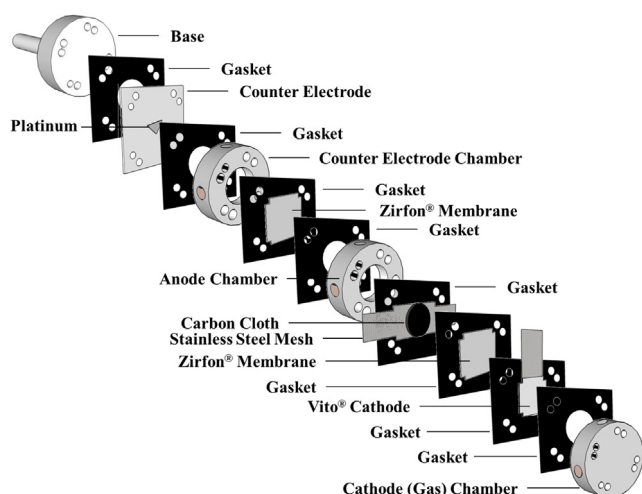 Base
Gasket
Counter Electrode
Platinum
Gasket
Counter Electrode Chamber
Gasket
Zirfon® Membrane
Gasket
Anode Chamber
Gasket
Carbon Cloth
Stainless Steel Mesh
Zirfon® Membrane
Gasket
Vito® Cathode
Gasket
Gasket
Cathode (Gas) Chamber